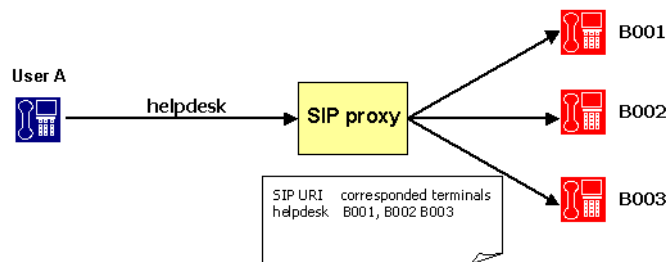 B001
User A
helpdesk
SIP proxy
B002
SIP URI corresponded terminals
helpdesk B001, B002 B003
B003